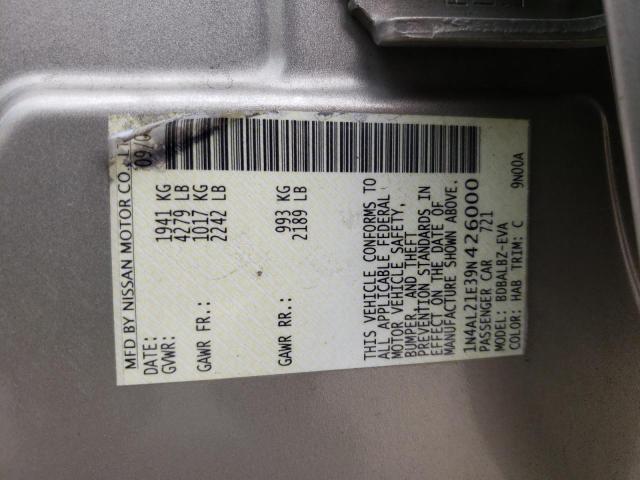 MFD BY NISSAN MOTOR CO., LT
DATE: 09/0
GVWR: 1941 KG
4279 LB
GAWR FR.: 1017 KG
2242 LB
GAWR RR.: 993 KG
2189 LB
THIS VEHICLE CONFORMS TO
ALL APPLICABLE FEDERAL
MOTOR VEHICLE SAFETY,
BUMPER, AND THEFT
PREVENTION STANDARDS IN
EFFECT ON THE DATE OF
MANUFACTURE SHOWN ABOVE.
1N4AL21E39N426000
PASSENGER CAR 721
MODEL: BDBALBZ-EVA
COLOR: HAB TRIM: C 9N00A